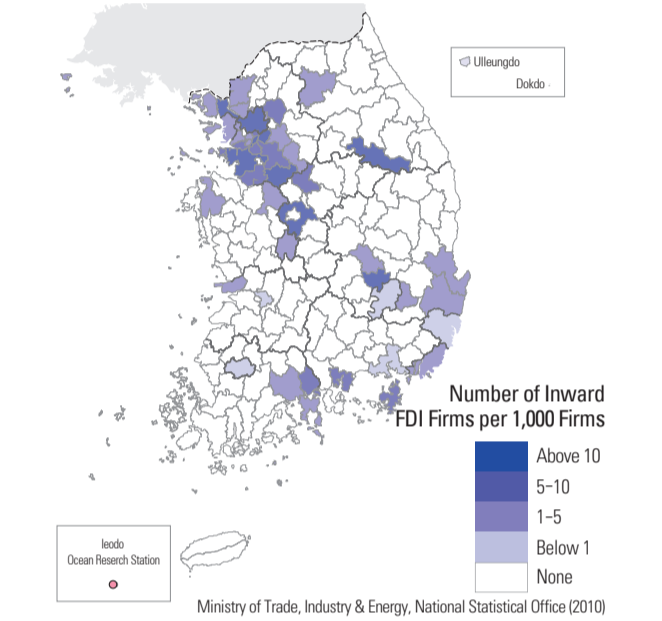 Ulleungdo
Dokdo
Number of Inward
FDI Firms per 1,000 Firms
Above 10
5-10
1-5
Below 1
None
Ieodo
Ocean Reserch Station
Ministry of Trade, Industry & Energy, National Statistical Office (2010)